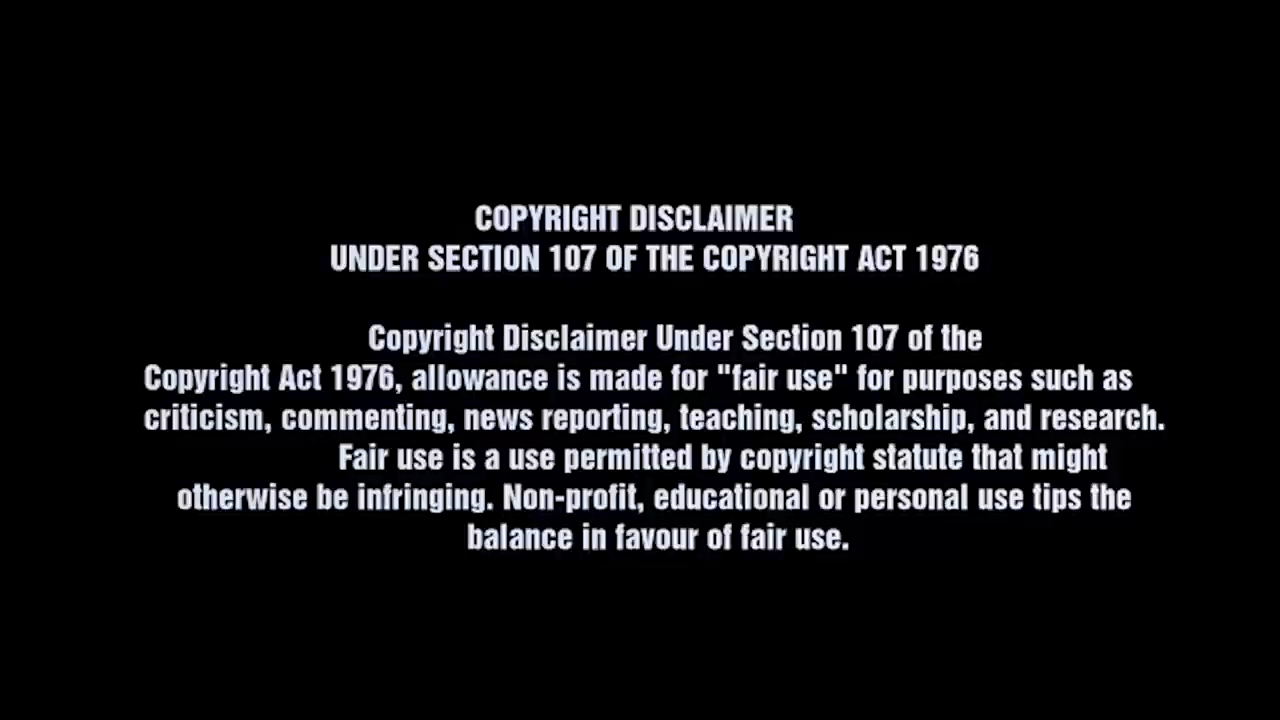 COPYRIGHT DISCLAIMER
UNDER SECTION 107 OF THE COPYRIGHT ACT 1976
Copyright Disclaimer Under Section 107 of the
Copyright Act 1976, allowance is made for "fair use" for purposes such as
criticism, commenting, news reporting, teaching, scholarship, and research.
Fair use is a use permitted by copyright statute that might
otherwise be infringing. Non-profit, educational or personal use tips the
balance in favour of fair use.